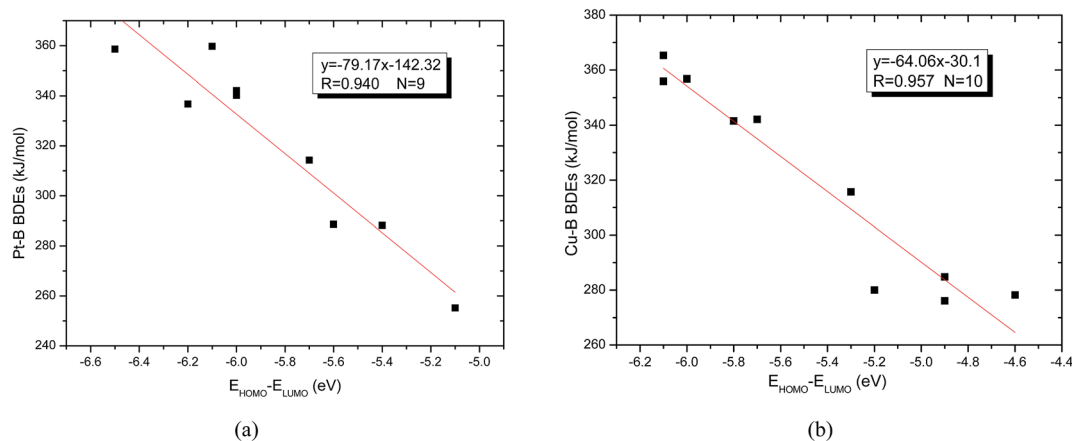 y=-79.17x-142.32
R=0.940 N=9
Pt-B BDEs (kJ/mol)
360
340
320
300
280
260
240
-6.6 -6.4 -6.2 -6.0 -5.8 -5.6 -5.4 -5.2 -5.0
E_HOMO-E_LUMO (eV)
(a)
y=-64.06x-30.1
R=0.957 N=10
Cu-B BDEs (kJ/mol)
380
360
340
320
300
280
260
-6.2 -6.0 -5.8 -5.6 -5.4 -5.2 -5.0 -4.8 -4.6 -4.4
E_HOMO-E_LUMO (eV)
(b)